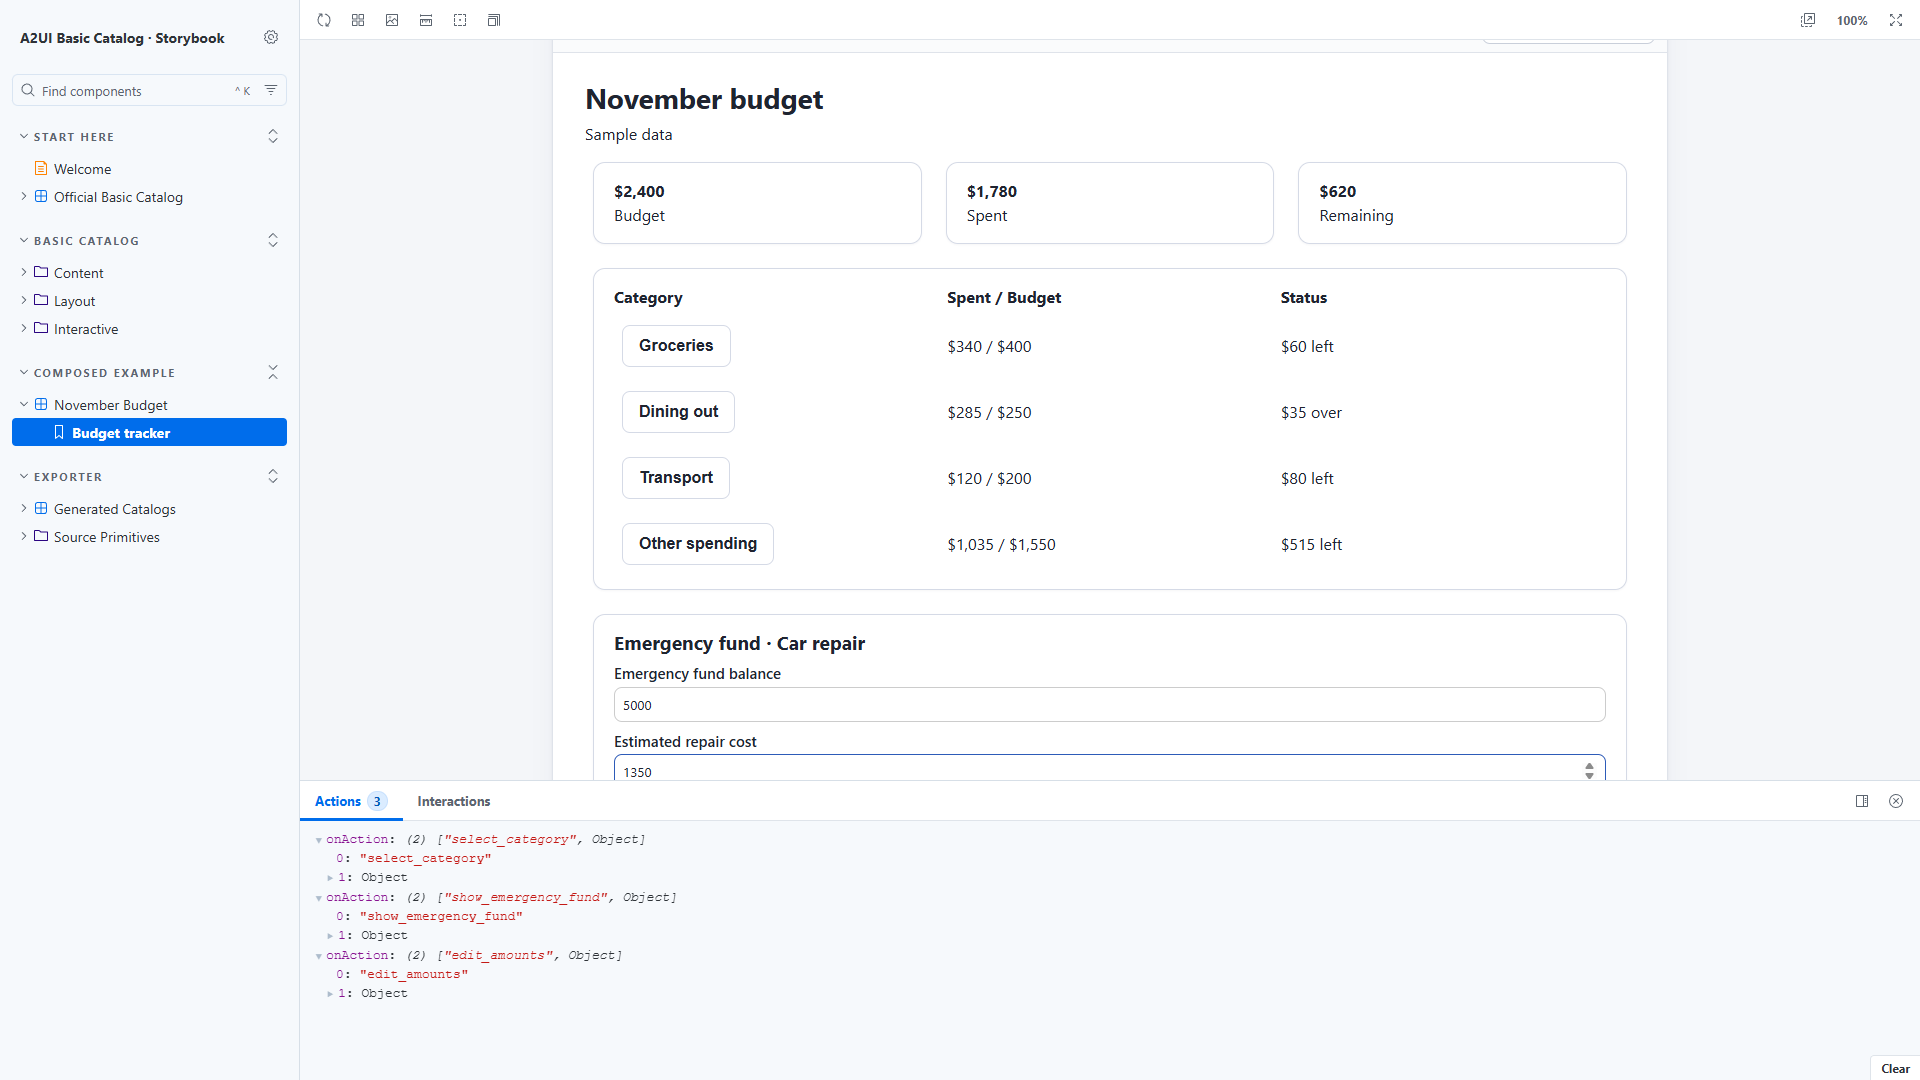 A2UI Basic Catalog · Storybook
Find components
^ K
START HERE
Welcome
Official Basic Catalog
BASIC CATALOG
Content
Layout
Interactive
COMPOSED EXAMPLE
November Budget
Budget tracker
EXPORTER
Generated Catalogs
Source Primitives
100%
November budget
Sample data
$2,400
Budget
$1,780
Spent
$620
Remaining
Category Spent / Budget Status
Groceries $340 / $400 $60 left
Dining out $285 / $250 $35 over
Transport $120 / $200 $80 left
Other spending $1,035 / $1,550 $515 left
Emergency fund · Car repair
Emergency fund balance
5000
Estimated repair cost
1350
Actions 3 Interactions
onAction: (2) ["select_category", Object]
0: "select_category"
1: Object
onAction: (2) ["show_emergency_fund", Object]
0: "show_emergency_fund"
1: Object
onAction: (2) ["edit_amounts", Object]
0: "edit_amounts"
1: Object
Clear